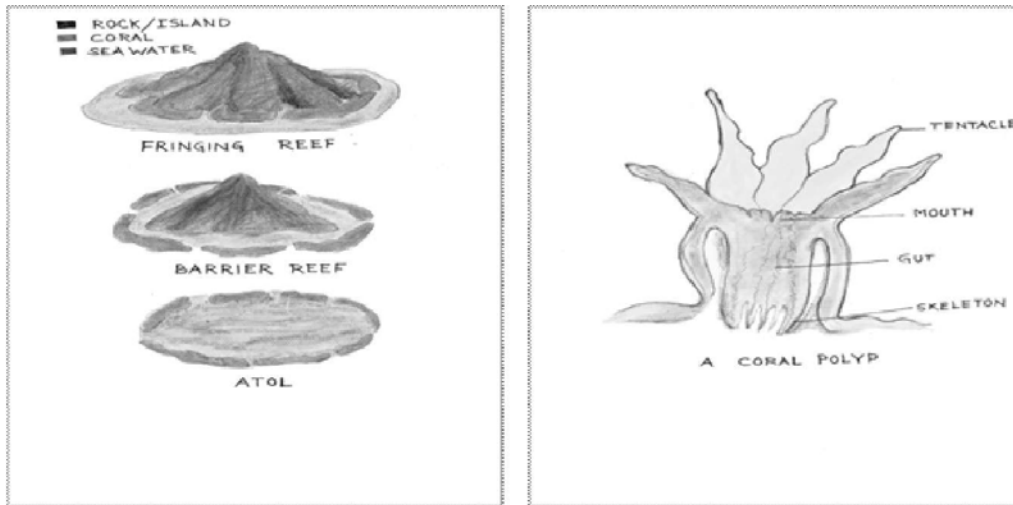 ROCK/ISLAND
CORAL
SEA WATER
FRINGING REEF
BARRIER REEF
ATOL
TENTACLE
MOUTH
GUT
SKELETON
A CORAL POLYP